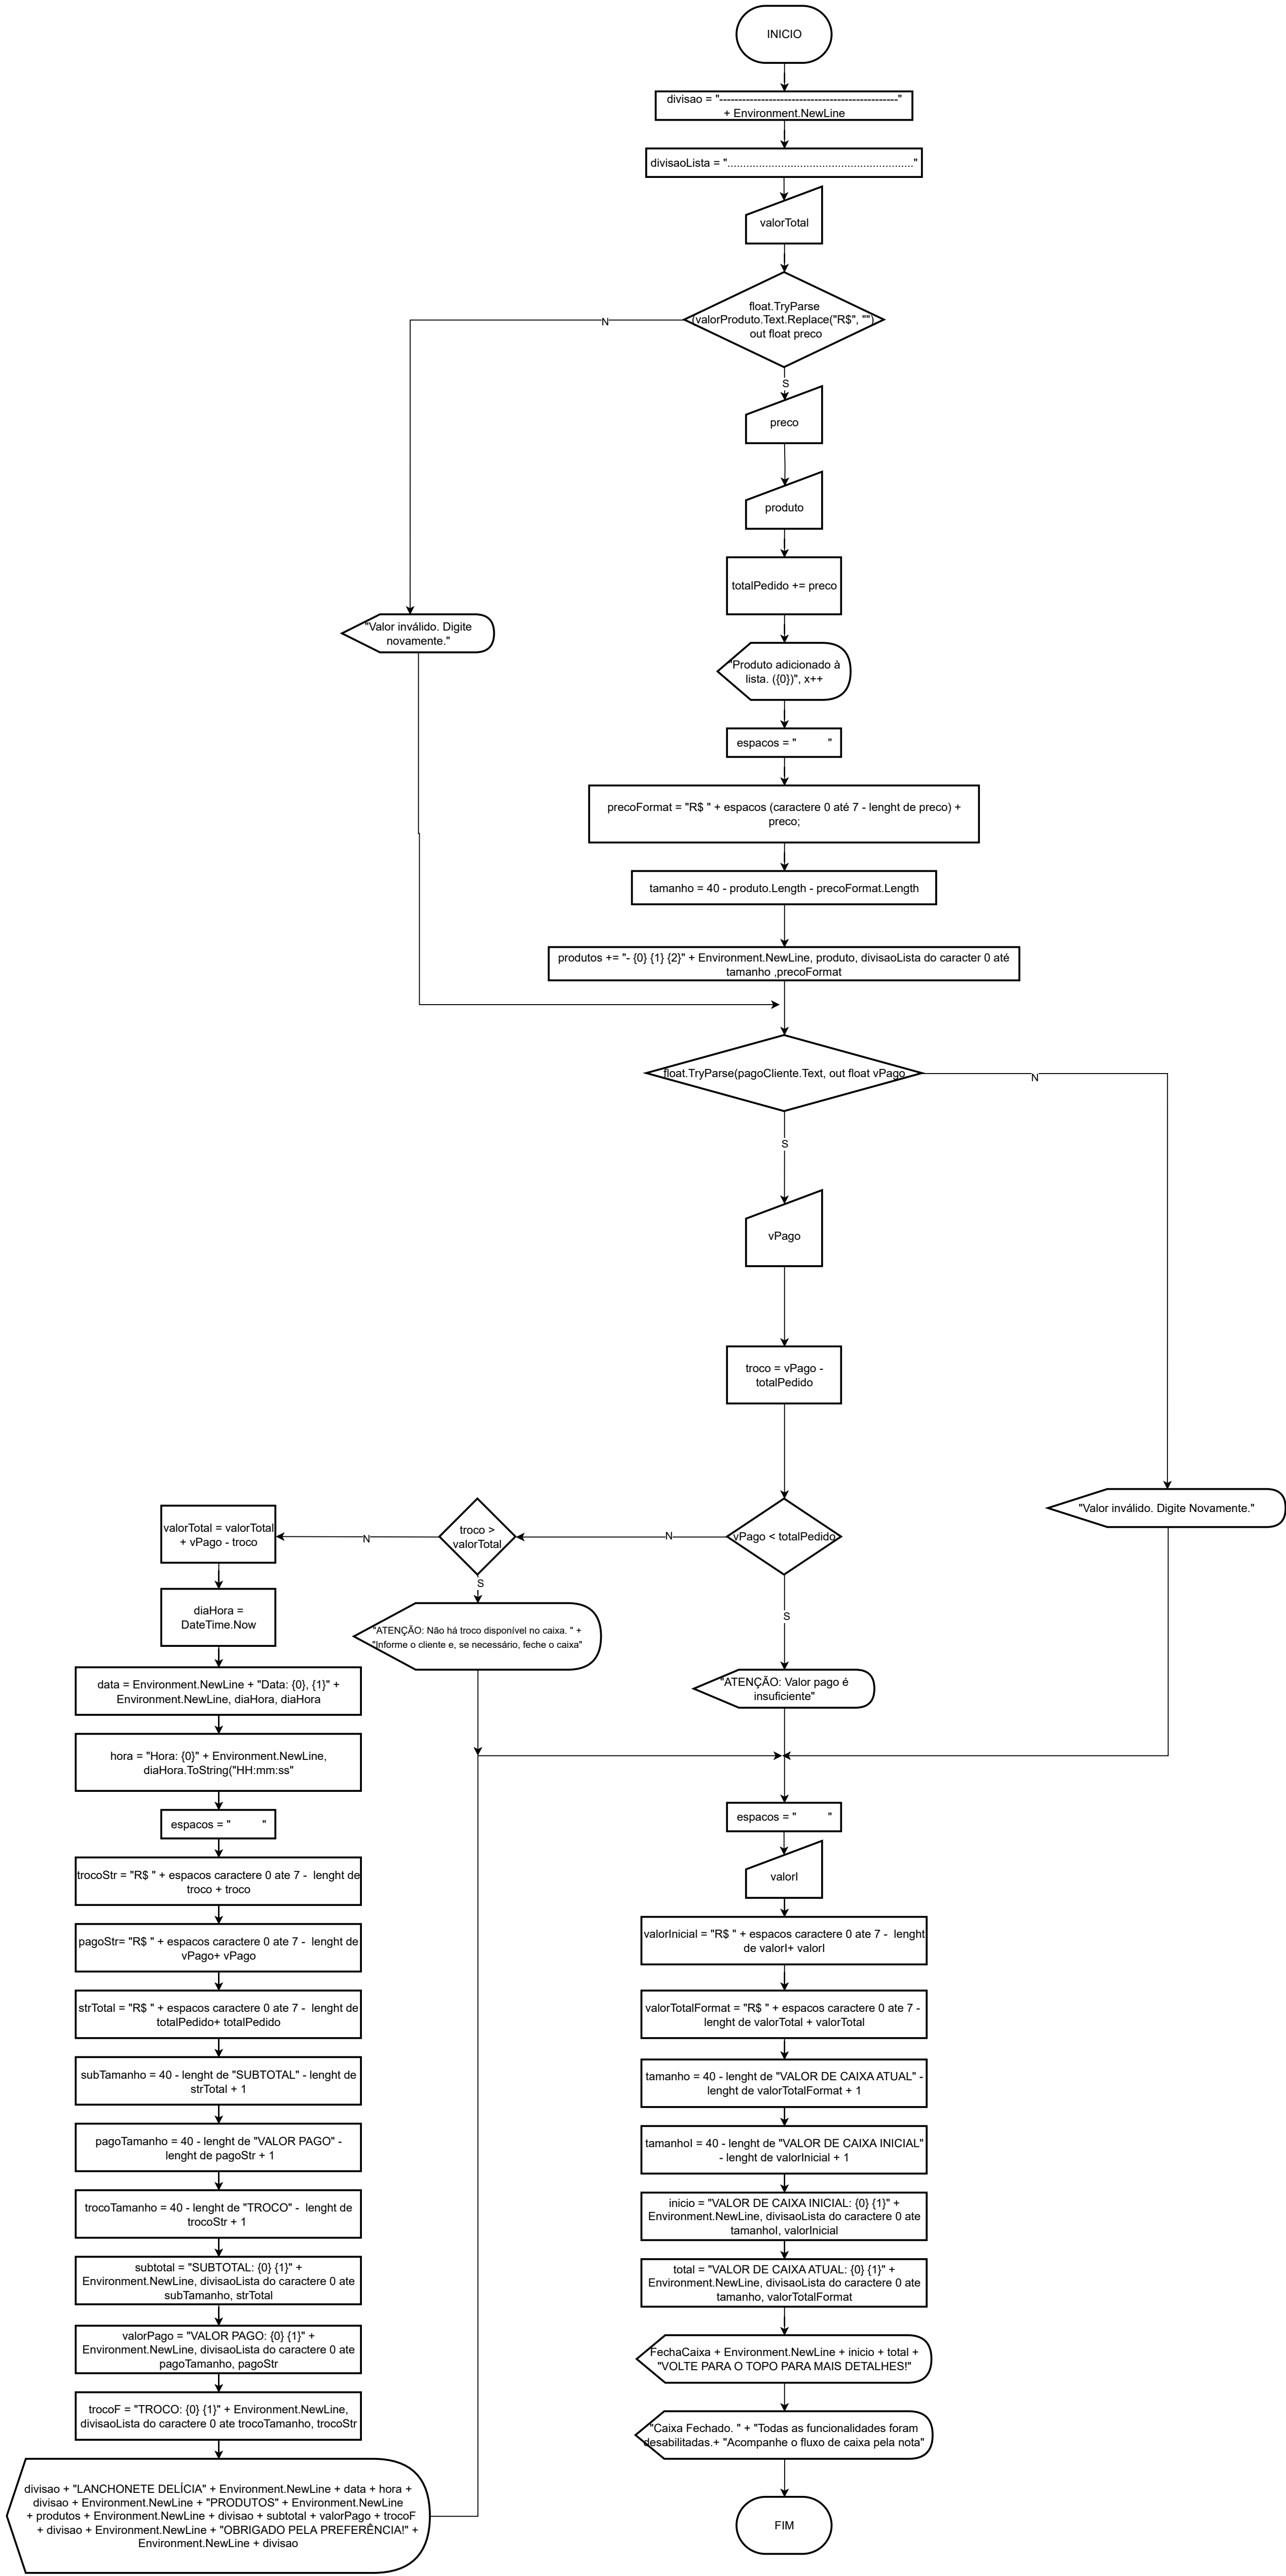 INICIO
divisao = "-----------------------------------------------"
+ Environment.NewLine
divisaoLista = "..........................................................."
valorTotal
float.TryParse
(valorProduto.Text.Replace("R$", "")
out float preco
N
S
preco
produto
totalPedido += preco
"Valor inválido. Digite
novamente."
"Produto adicionado à
lista. ({0})", x++
espacos = "          "
precoFormat = "R$ " + espacos (caractere 0 até 7 - lenght de preco) +
preco;
tamanho = 40 - produto.Length - precoFormat.Length
produtos += "- {0} {1} {2}" + Environment.NewLine, produto, divisaoLista do caracter 0 até
tamanho ,precoFormat
float.TryParse(pagoCliente.Text, out float vPago
N
S
vPago
troco = vPago -
totalPedido
"Valor inválido. Digite Novamente."
vPago < totalPedido
N
S
troco >
valorTotal
N
S
valorTotal = valorTotal
+ vPago - troco
"ATENÇÃO: Não há troco disponível no caixa. " +
"Informe o cliente e, se necessário, feche o caixa"
"ATENÇÃO: Valor pago é
insuficiente"
diaHora =
DateTime.Now
data = Environment.NewLine + "Data: {0}, {1}" +
Environment.NewLine, diaHora, diaHora
hora = "Hora: {0}" + Environment.NewLine,
diaHora.ToString("HH:mm:ss"
espacos = "          "
trocoStr = "R$ " + espacos caractere 0 ate 7 -  lenght de
troco + troco
pagoStr= "R$ " + espacos caractere 0 ate 7 -  lenght de
vPago+ vPago
strTotal = "R$ " + espacos caractere 0 ate 7 -  lenght de
totalPedido+ totalPedido
subTamanho = 40 - lenght de "SUBTOTAL" - lenght de
strTotal + 1
pagoTamanho = 40 - lenght de "VALOR PAGO" -
lenght de pagoStr + 1
trocoTamanho = 40 - lenght de "TROCO" -  lenght de
trocoStr + 1
subtotal = "SUBTOTAL: {0} {1}" +
Environment.NewLine, divisaoLista do caractere 0 ate
subTamanho, strTotal
valorPago = "VALOR PAGO: {0} {1}" +
Environment.NewLine, divisaoLista do caractere 0 ate
pagoTamanho, pagoStr
trocoF = "TROCO: {0} {1}" + Environment.NewLine,
divisaoLista do caractere 0 ate trocoTamanho, trocoStr
divisao + "LANCHONETE DELÍCIA" + Environment.NewLine + data + hora +
divisao + Environment.NewLine + "PRODUTOS" + Environment.NewLine
+ produtos + Environment.NewLine + divisao + subtotal + valorPago + trocoF
+ divisao + Environment.NewLine + "OBRIGADO PELA PREFERÊNCIA!" +
Environment.NewLine + divisao
espacos = "          "
valorI
valorInicial = "R$ " + espacos caractere 0 ate 7 -  lenght
de valorI+ valorI
valorTotalFormat = "R$ " + espacos caractere 0 ate 7 -
lenght de valorTotal + valorTotal
tamanho = 40 - lenght de "VALOR DE CAIXA ATUAL" -
lenght de valorTotalFormat + 1
tamanhoI = 40 - lenght de "VALOR DE CAIXA INICIAL"
- lenght de valorInicial + 1
inicio = "VALOR DE CAIXA INICIAL: {0} {1}" +
Environment.NewLine, divisaoLista do caractere 0 ate
tamanhoI, valorInicial
total = "VALOR DE CAIXA ATUAL: {0} {1}" +
Environment.NewLine, divisaoLista do caractere 0 ate
tamanho, valorTotalFormat
FechaCaixa + Environment.NewLine + inicio + total +
"VOLTE PARA O TOPO PARA MAIS DETALHES!"
"Caixa Fechado. " + "Todas as funcionalidades foram
desabilitadas.+ "Acompanhe o fluxo de caixa pela nota"
FIM